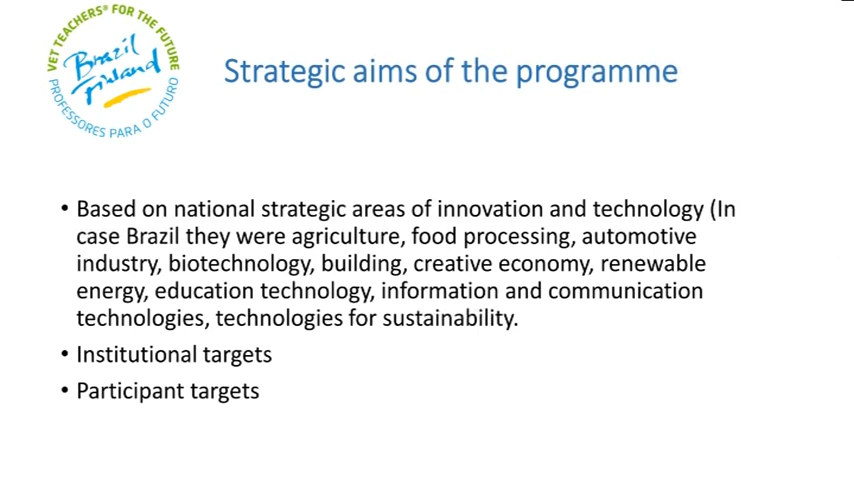 VET TEACHERS® FOR THE FUTURE
Brazil
Finland
PROFESSORES PARA O FUTURO
Strategic aims of the programme
• Based on national strategic areas of innovation and technology (In
case Brazil they were agriculture, food processing, automotive
industry, biotechnology, building, creative economy, renewable
energy, education technology, information and communication
technologies, technologies for sustainability.
• Institutional targets
• Participant targets